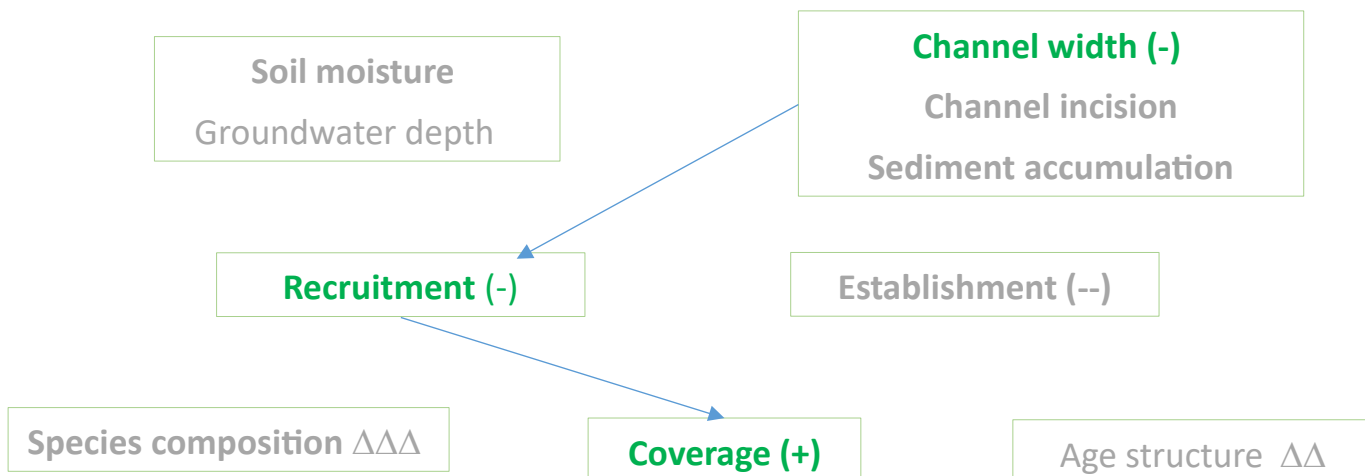 Soil moisture
Groundwater depth
Channel width (-)
Channel incision
Sediment accumulation
Recruitment (-)
Establishment (--)
Species composition ∆∆∆
Coverage (+)
Age structure ∆∆